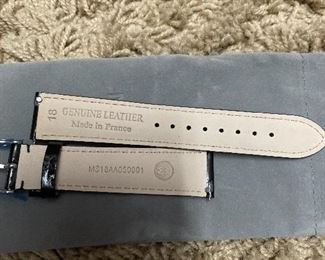 18
GENUINE LEATHER
Made in France
MS18AA050001